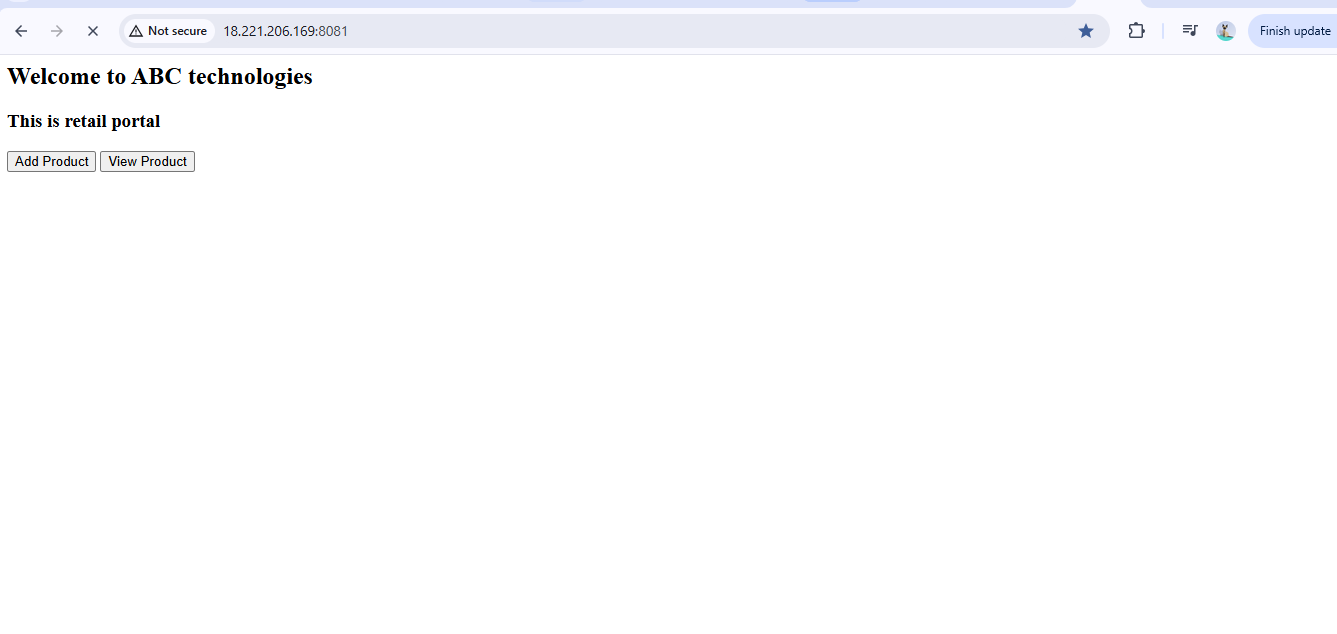 Not secure 18.221.206.169:8081 Finish update
Welcome to ABC technologies
This is retail portal
Add Product View Product